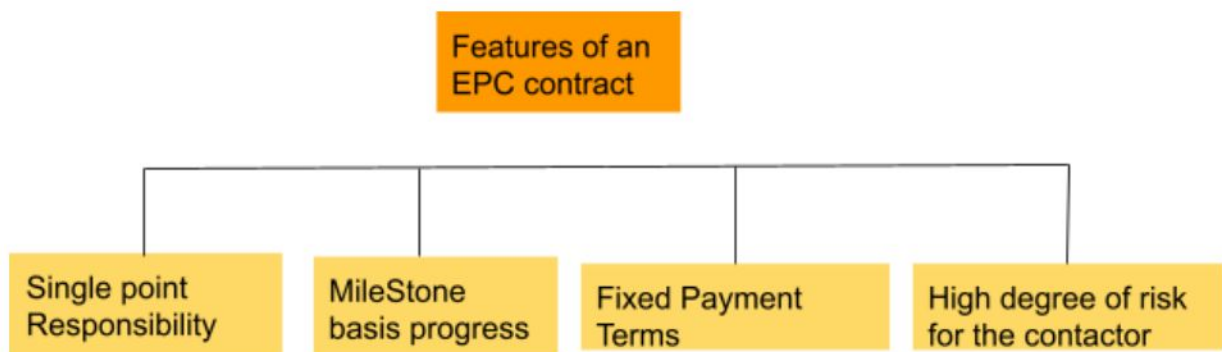 Features of an
EPC contract
Single point
Responsibility
MileStone
basis progress
Fixed Payment
Terms
High degree of risk
for the contactor